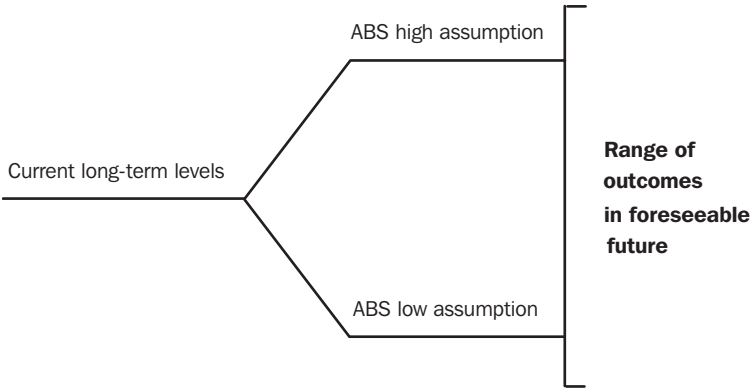 ABS high assumption
Current long-term levels
Range of
outcomes
in foreseeable
future
ABS low assumption